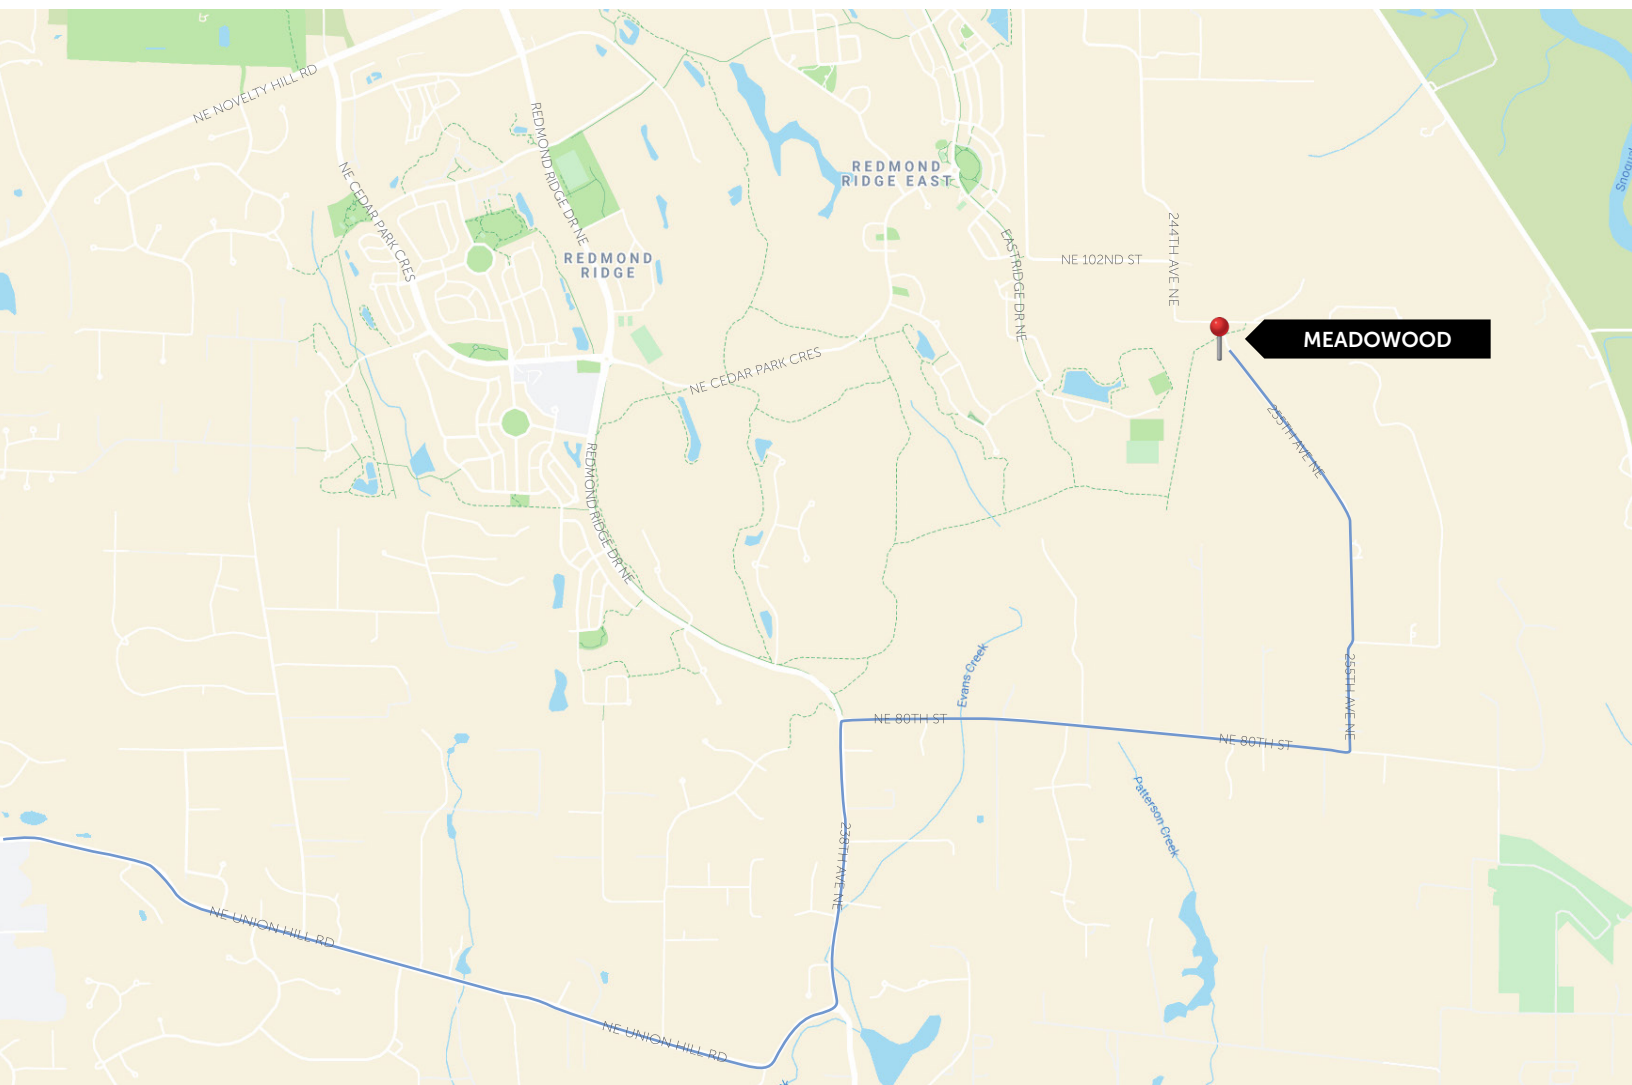 NE NOVELTY HILL RD
REDMOND RIDGE DR NE
NE CEDAR PARK CRES
REDMOND
RIDGE EAST
REDMOND
RIDGE
EASTRIDGE DR NE
NE 102ND ST
244TH AVE NE
MEADOWOOD
NE CEDAR PARK CRES
255TH AVE NE
REDMOND RIDGE DR NE
Evans Creek
255TH AVE NE
NE 80TH ST
NE 80TH ST
Patterson Creek
238TH AVE NE
NE UNION HILL RD
NE UNION HILL RD